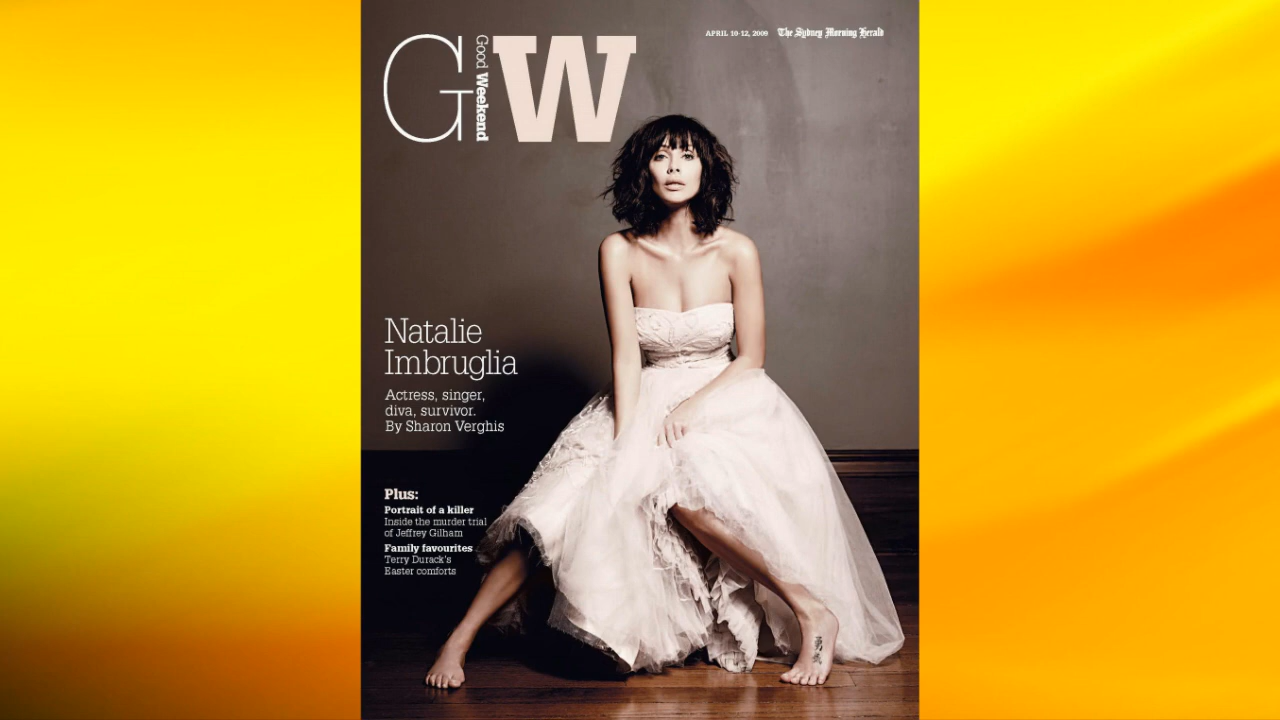 GW
Good Weekend
APRIL 10-12, 2009 The Sydney Morning Herald
Natalie
Imbruglia
Actress, singer,
diva, survivor.
By Sharon Verghis
Plus:
Portrait of a killer
Inside the murder trial
of Jeffrey Gilham
Family favourites
Terry Durack's
Easter comforts